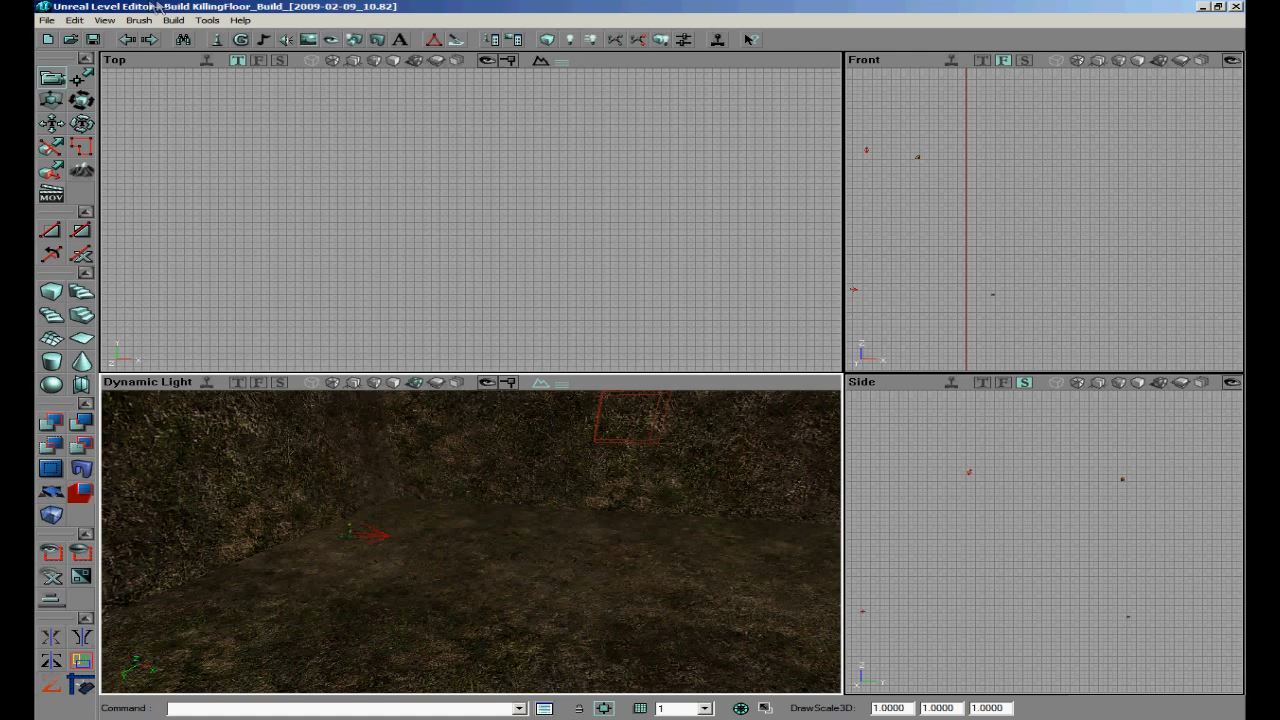 Unreal Level Editor - Build KillingFloor_Build_[2009-02-09_10.82]
File Edit View Brush Build Tools Help
Top T F S
Front T F S
MOV
Dynamic Light T F S
Side T F S
Command : 1 DrawScale3D: 1.0000 1.0000 1.0000